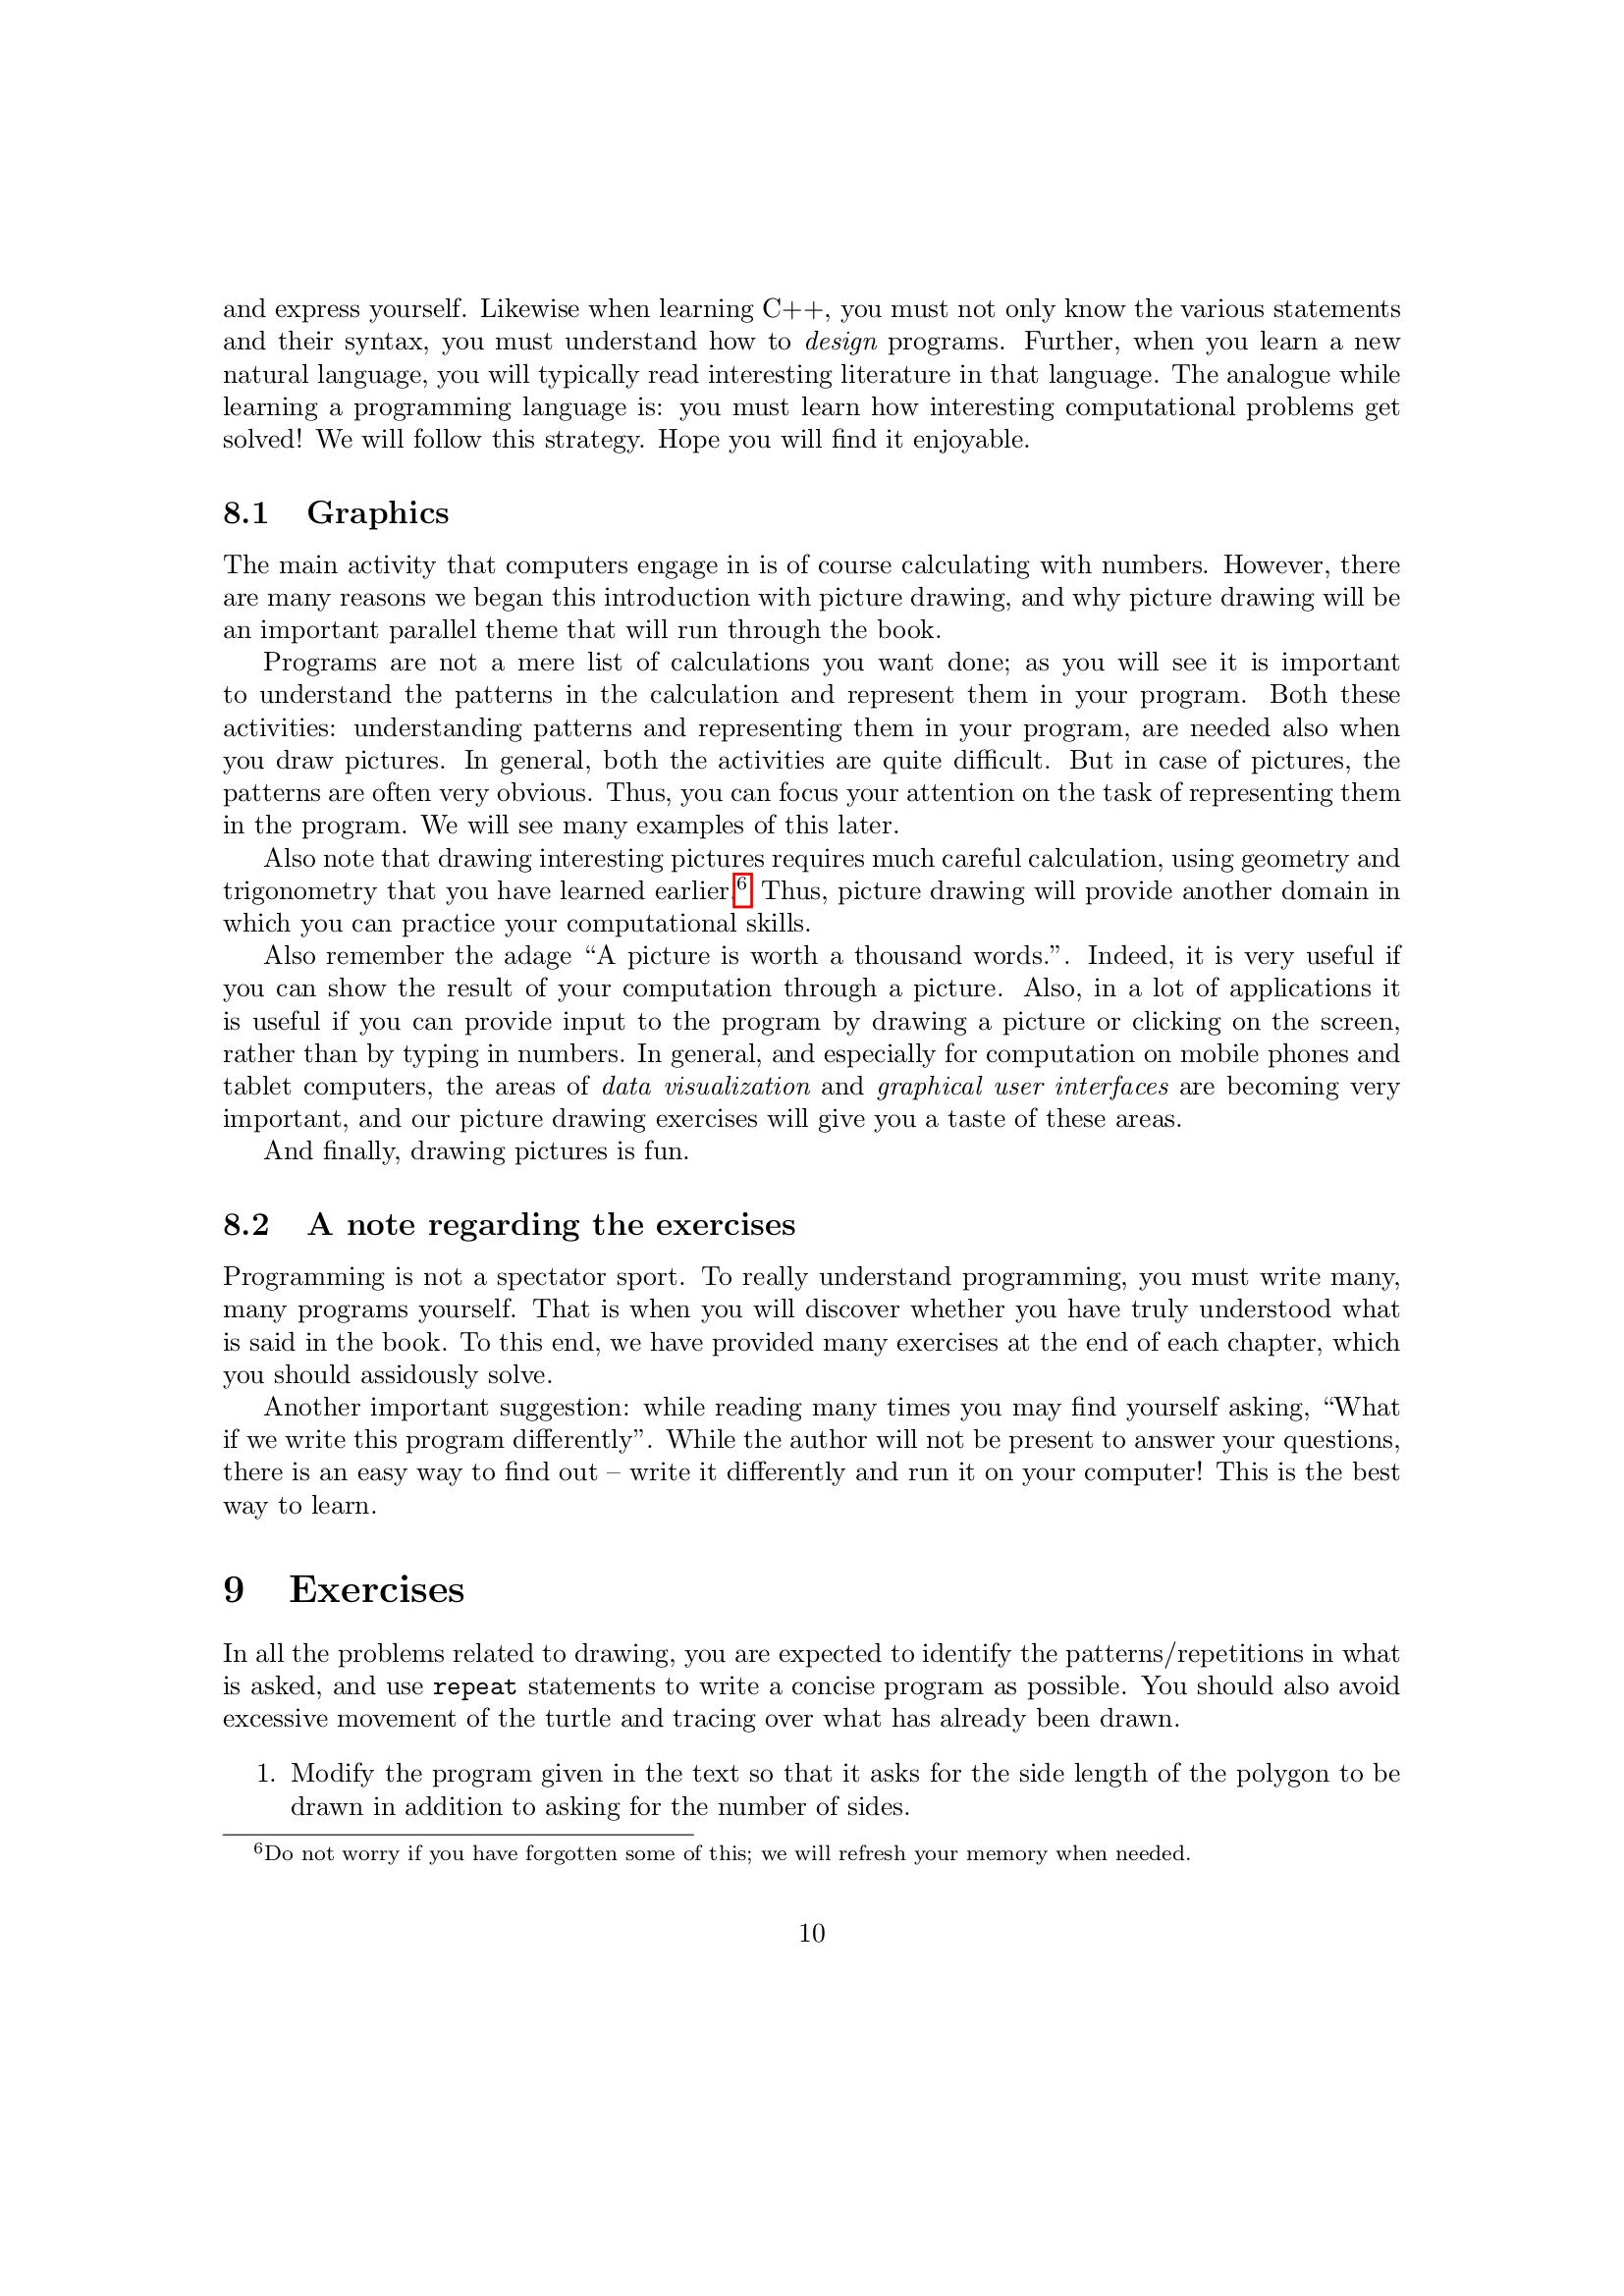 and express yourself. Likewise when learning C++, you must not only know the various statements
and their syntax, you must understand how to design programs. Further, when you learn a new
natural language, you will typically read interesting literature in that language. The analogue while
learning a programming language is: you must learn how interesting computational problems get
solved! We will follow this strategy. Hope you will find it enjoyable.
8.1 Graphics
The main activity that computers engage in is of course calculating with numbers. However, there
are many reasons we began this introduction with picture drawing, and why picture drawing will be
an important parallel theme that will run through the book.
Programs are not a mere list of calculations you want done; as you will see it is important
to understand the patterns in the calculation and represent them in your program. Both these
activities: understanding patterns and representing them in your program, are needed also when
you draw pictures. In general, both the activities are quite difficult. But in case of pictures, the
patterns are often very obvious. Thus, you can focus your attention on the task of representing them
in the program. We will see many examples of this later.
Also note that drawing interesting pictures requires much careful calculation, using geometry and
trigonometry that you have learned earlier.6 Thus, picture drawing will provide another domain in
which you can practice your computational skills.
Also remember the adage “A picture is worth a thousand words.”. Indeed, it is very useful if
you can show the result of your computation through a picture. Also, in a lot of applications it
is useful if you can provide input to the program by drawing a picture or clicking on the screen,
rather than by typing in numbers. In general, and especially for computation on mobile phones and
tablet computers, the areas of data visualization and graphical user interfaces are becoming very
important, and our picture drawing exercises will give you a taste of these areas.
And finally, drawing pictures is fun.
8.2 A note regarding the exercises
Programming is not a spectator sport. To really understand programming, you must write many,
many programs yourself. That is when you will discover whether you have truly understood what
is said in the book. To this end, we have provided many exercises at the end of each chapter, which
you should assidously solve.
Another important suggestion: while reading many times you may find yourself asking, “What
if we write this program differently”. While the author will not be present to answer your questions,
there is an easy way to find out – write it differently and run it on your computer! This is the best
way to learn.
9 Exercises
In all the problems related to drawing, you are expected to identify the patterns/repetitions in what
is asked, and use repeat statements to write a concise program as possible. You should also avoid
excessive movement of the turtle and tracing over what has already been drawn.
1. Modify the program given in the text so that it asks for the side length of the polygon to be
drawn in addition to asking for the number of sides.
6Do not worry if you have forgotten some of this; we will refresh your memory when needed.
10